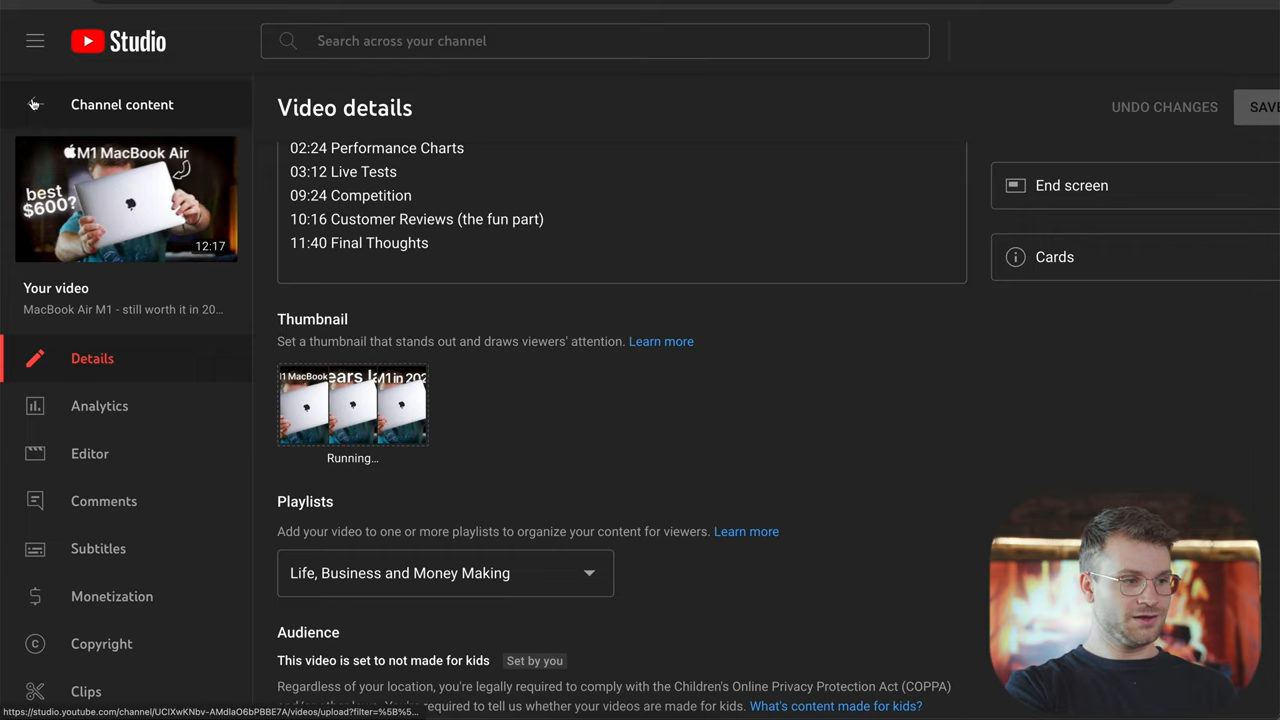 Studio
Search across your channel
Channel content
Video details
UNDO CHANGES
SAVE
M1 MacBook Air
best
$600?
12:17
Your video
MacBook Air M1 - still worth it in 20...
Details
Analytics
Editor
Comments
Subtitles
Monetization
Copyright
Clips
02:24 Performance Charts
03:12 Live Tests
09:24 Competition
10:16 Customer Reviews (the fun part)
11:40 Final Thoughts
End screen
Cards
Thumbnail
Set a thumbnail that stands out and draws viewers' attention. Learn more
Running...
Playlists
Add your video to one or more playlists to organize your content for viewers. Learn more
Life, Business and Money Making
Audience
This video is set to not made for kids Set by you
Regardless of your location, you're legally required to comply with the Children's Online Privacy Protection Act (COPPA)
required to tell us whether your videos are made for kids. What's content made for kids?